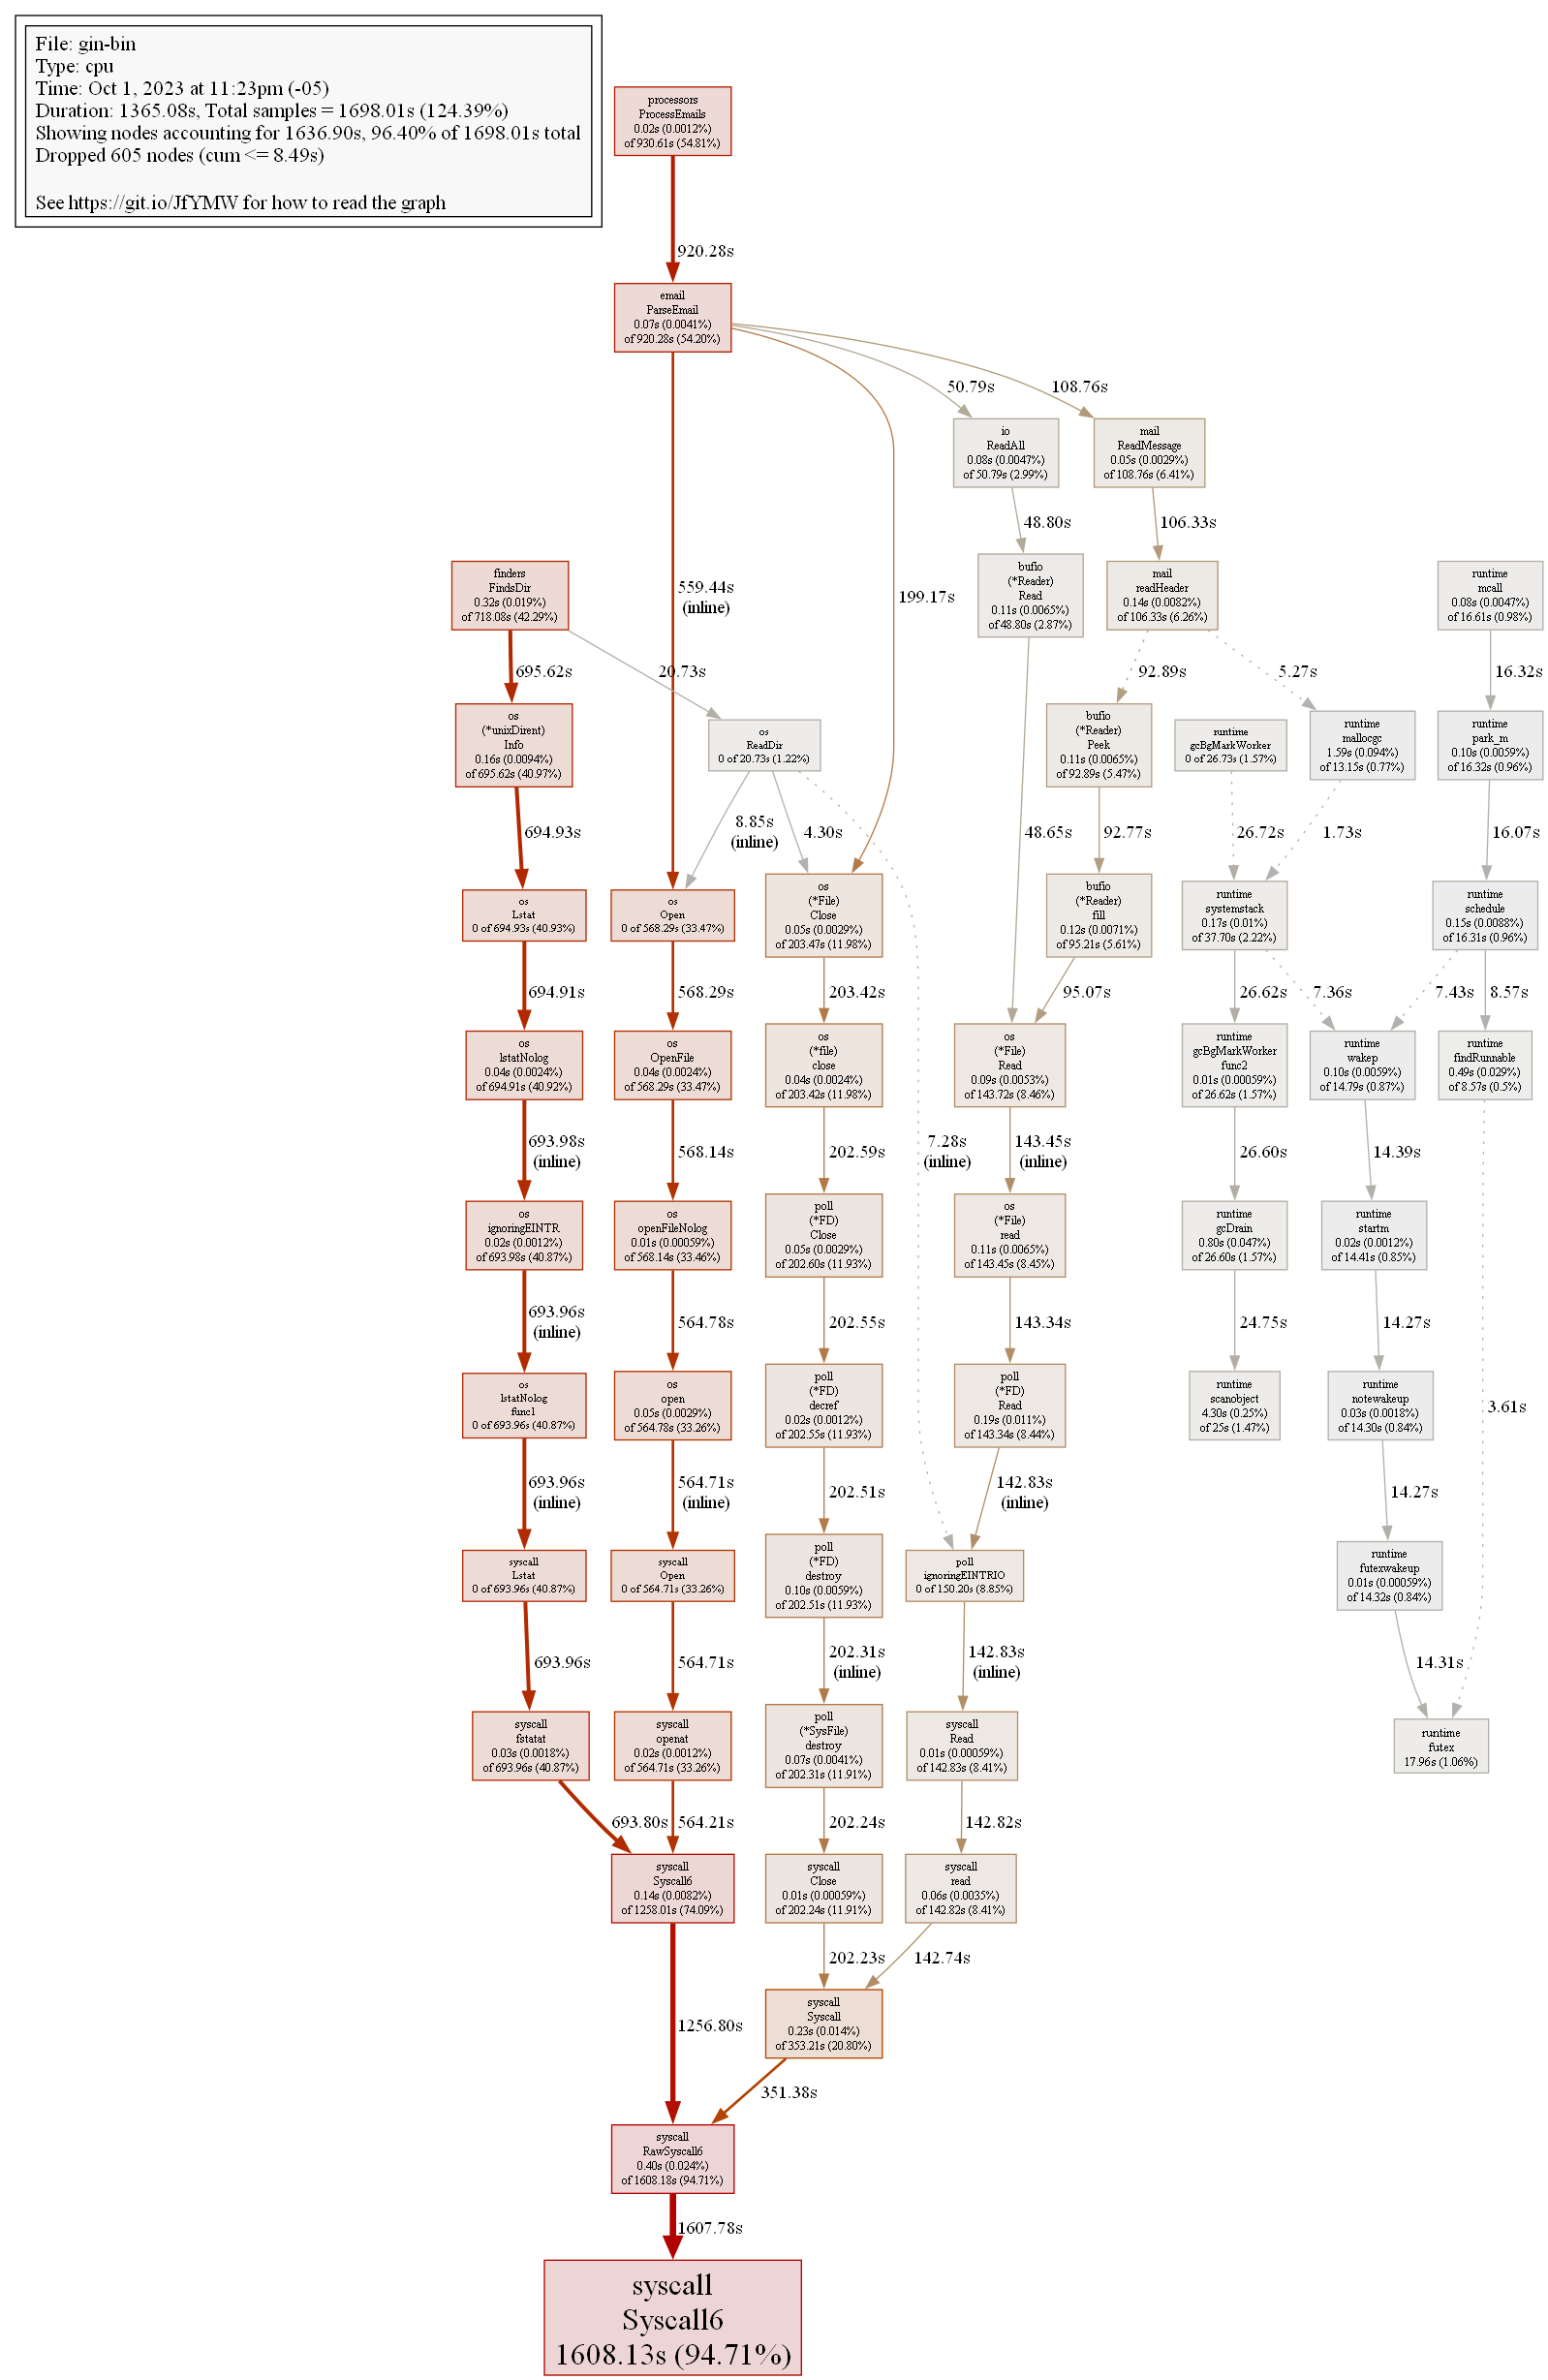 File: gin-bin
Type: cpu
Time: Oct 1, 2023 at 11:23pm (-05)
Duration: 1365.08s, Total samples = 1698.01s (124.39%)
Showing nodes accounting for 1636.90s, 96.40% of 1698.01s total
Dropped 605 nodes (cum <= 8.49s)
See https://git.io/JfYMW for how to read the graph
processors
ProcessEmails
0.02s (0.0012%)
of 930.61s (54.81%)
920.28s
email
ParseEmail
0.07s (0.0041%)
of 920.28s (54.20%)
50.79s
108.76s
559.44s
(inline)
199.17s
io
ReadAll
0.08s (0.0047%)
of 50.79s (2.99%)
mail
ReadMessage
0.05s (0.0029%)
of 108.76s (6.41%)
48.80s
106.33s
finders
FindsDir
0.32s (0.019%)
of 718.08s (42.29%)
bufio
(*Reader)
Read
0.11s (0.0065%)
of 48.80s (2.87%)
mail
readHeader
0.14s (0.0082%)
of 106.33s (6.26%)
runtime
mcall
0.08s (0.0047%)
of 16.61s (0.98%)
695.62s
20.73s
92.89s
5.27s
16.32s
os
(*unixDirent)
Info
0.16s (0.0094%)
of 695.62s (40.97%)
os
ReadDir
0 of 20.73s (1.22%)
bufio
(*Reader)
Peek
0.11s (0.0065%)
of 92.89s (5.47%)
runtime
gcBgMarkWorker
0 of 26.73s (1.57%)
runtime
mallocgc
1.59s (0.094%)
of 13.15s (0.77%)
runtime
park_m
0.10s (0.0059%)
of 16.32s (0.96%)
694.93s
8.85s
(inline)
4.30s
48.65s
92.77s
26.72s
1.73s
16.07s
os
Lstat
0 of 694.93s (40.93%)
os
Open
0 of 568.29s (33.47%)
os
(*File)
Close
0.05s (0.0029%)
of 203.47s (11.98%)
bufio
(*Reader)
fill
0.12s (0.0071%)
of 95.21s (5.61%)
runtime
systemstack
0.17s (0.01%)
of 37.70s (2.22%)
runtime
schedule
0.15s (0.0088%)
of 16.31s (0.96%)
694.91s
568.29s
203.42s
95.07s
26.62s
7.36s
7.43s
8.57s
os
lstatNolog
0.04s (0.0024%)
of 694.91s (40.92%)
os
OpenFile
0.04s (0.0024%)
of 568.29s (33.47%)
os
(*file)
close
0.04s (0.0024%)
of 203.42s (11.98%)
os
(*File)
Read
0.09s (0.0053%)
of 143.72s (8.46%)
runtime
gcBgMarkWorker
func2
0.01s (0.00059%)
of 26.62s (1.57%)
runtime
wakep
0.10s (0.0059%)
of 14.79s (0.87%)
runtime
findRunnable
0.49s (0.029%)
of 8.57s (0.5%)
693.98s
(inline)
568.14s
202.59s
7.28s
(inline)
143.45s
(inline)
26.60s
14.39s
os
ignoringEINTR
0.02s (0.0012%)
of 693.98s (40.87%)
os
openFileNolog
0.01s (0.00059%)
of 568.14s (33.46%)
poll
(*FD)
Close
0.05s (0.0029%)
of 202.60s (11.93%)
os
(*File)
read
0.11s (0.0065%)
of 143.45s (8.45%)
runtime
gcDrain
0.80s (0.047%)
of 26.60s (1.57%)
runtime
startm
0.02s (0.0012%)
of 14.41s (0.85%)
693.96s
(inline)
564.78s
202.55s
143.34s
24.75s
14.27s
os
lstatNolog
func1
0 of 693.96s (40.87%)
os
open
0.05s (0.0029%)
of 564.78s (33.26%)
poll
(*FD)
decref
0.02s (0.0012%)
of 202.55s (11.93%)
poll
(*FD)
Read
0.19s (0.011%)
of 143.34s (8.44%)
runtime
scanobject
4.30s (0.25%)
of 25s (1.47%)
runtime
notewakeup
0.03s (0.0018%)
of 14.30s (0.84%)
3.61s
693.96s
(inline)
564.71s
(inline)
202.51s
142.83s
(inline)
14.27s
syscall
Lstat
0 of 693.96s (40.87%)
syscall
Open
0 of 564.71s (33.26%)
poll
(*FD)
destroy
0.10s (0.0059%)
of 202.51s (11.93%)
poll
ignoringEINTRIO
0 of 150.20s (8.85%)
runtime
futexwakeup
0.01s (0.00059%)
of 14.32s (0.84%)
693.96s
564.71s
202.31s
(inline)
142.83s
(inline)
14.31s
syscall
fstatat
0.03s (0.0018%)
of 693.96s (40.87%)
syscall
openat
0.02s (0.0012%)
of 564.71s (33.26%)
poll
(*SysFile)
destroy
0.07s (0.0041%)
of 202.31s (11.91%)
syscall
Read
0.01s (0.00059%)
of 142.83s (8.41%)
runtime
futex
17.96s (1.06%)
693.80s
564.21s
202.24s
142.82s
syscall
Syscall6
0.14s (0.0082%)
of 1258.01s (74.09%)
syscall
Close
0.01s (0.00059%)
of 202.24s (11.91%)
syscall
read
0.06s (0.0035%)
of 142.82s (8.41%)
202.23s
142.74s
1256.80s
syscall
Syscall
0.23s (0.014%)
of 353.21s (20.80%)
351.38s
syscall
RawSyscall6
0.40s (0.024%)
of 1608.18s (94.71%)
1607.78s
syscall
Syscall6
1608.13s (94.71%)